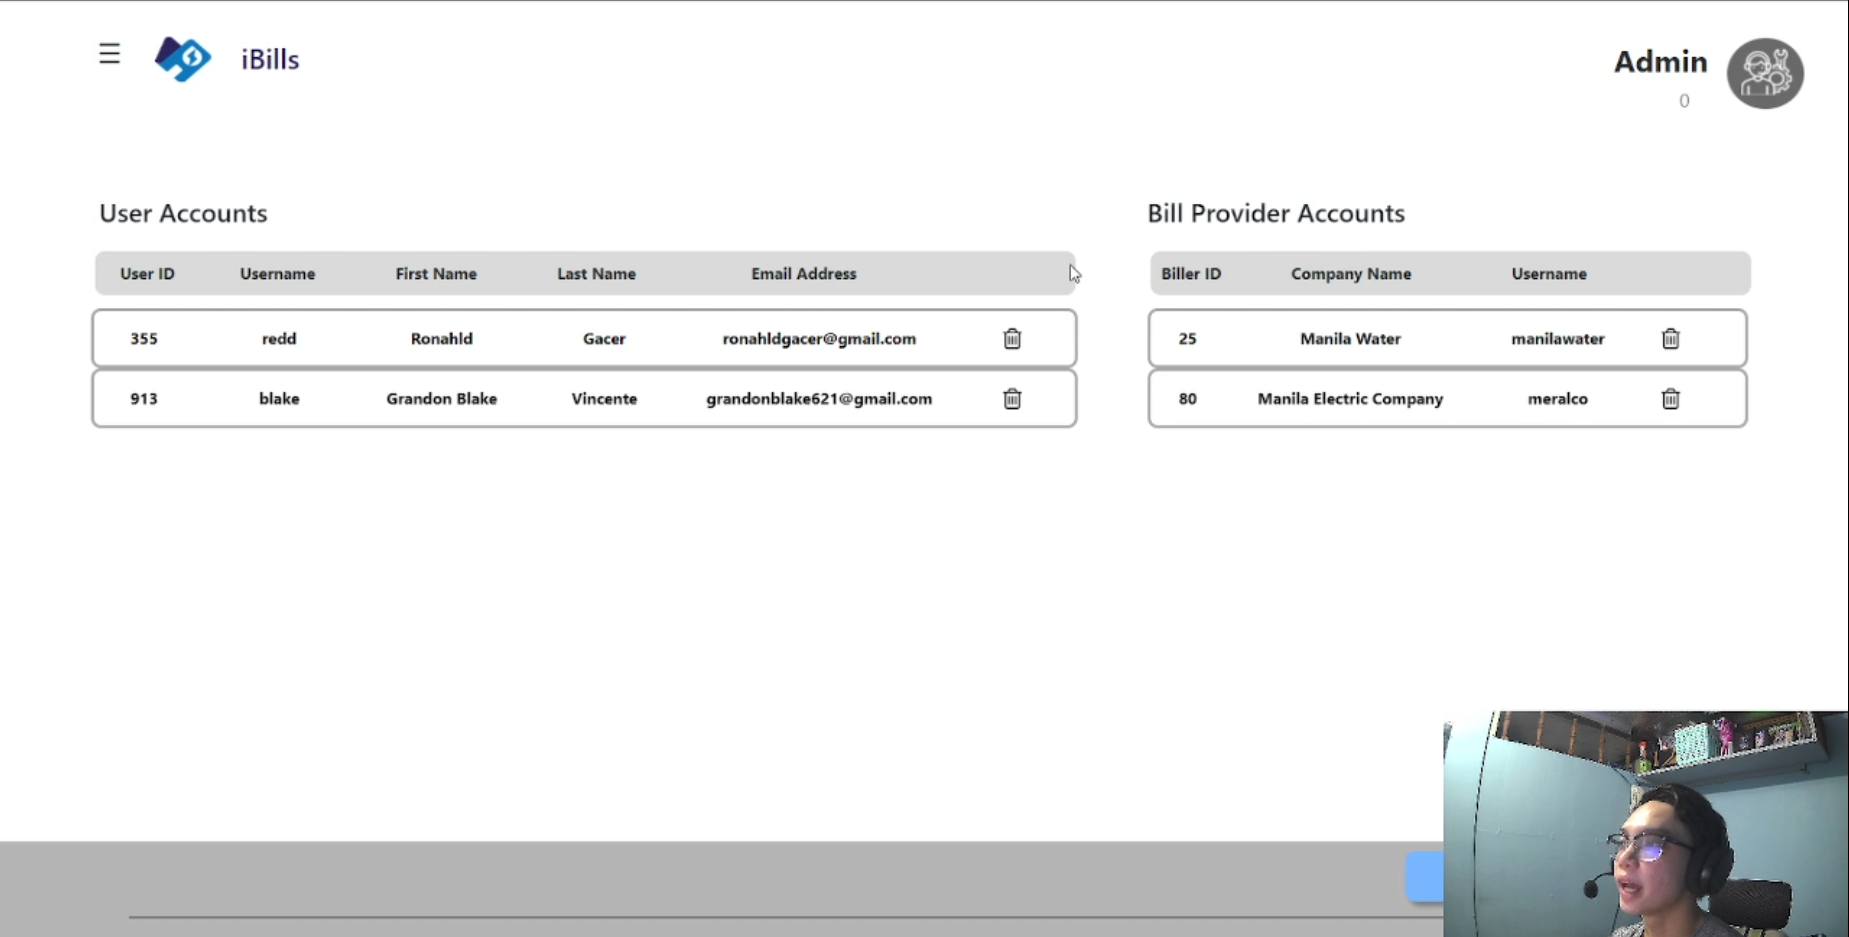 iBills
Admin
0
User Accounts
User ID Username First Name Last Name Email Address
355 redd Ronahld Gacer ronahldgacer@gmail.com
913 blake Grandon Blake Vincente grandonblake621@gmail.com
Bill Provider Accounts
Biller ID Company Name Username
25 Manila Water manilawater
80 Manila Electric Company meralco